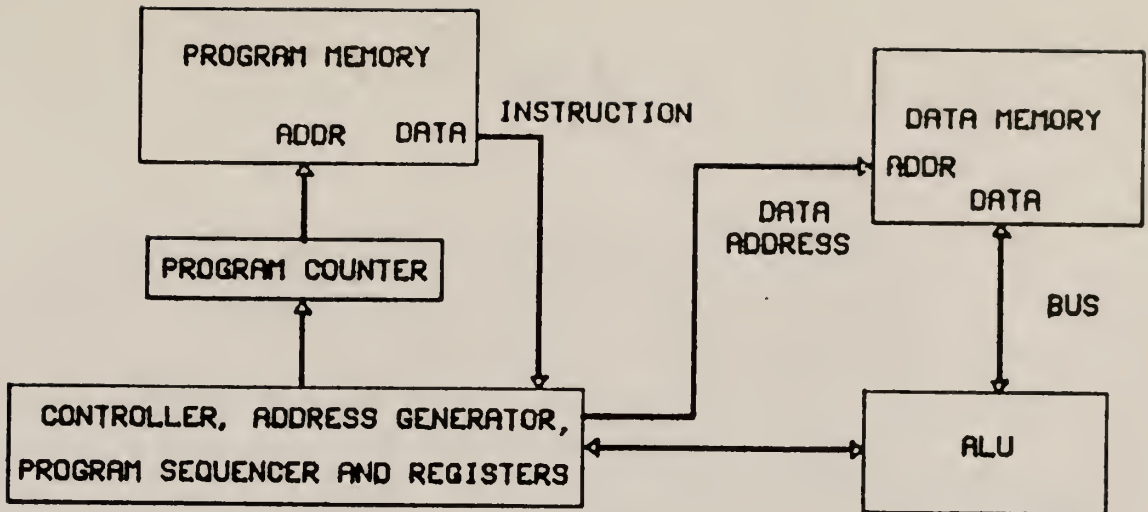 PROGRAM MEMORY
ADDR DATA
INSTRUCTION
DATA MEMORY
ADDR
DATA
DATA
ADDRESS
PROGRAM COUNTER
BUS
CONTROLLER, ADDRESS GENERATOR,
PROGRAM SEQUENCER AND REGISTERS
ALU